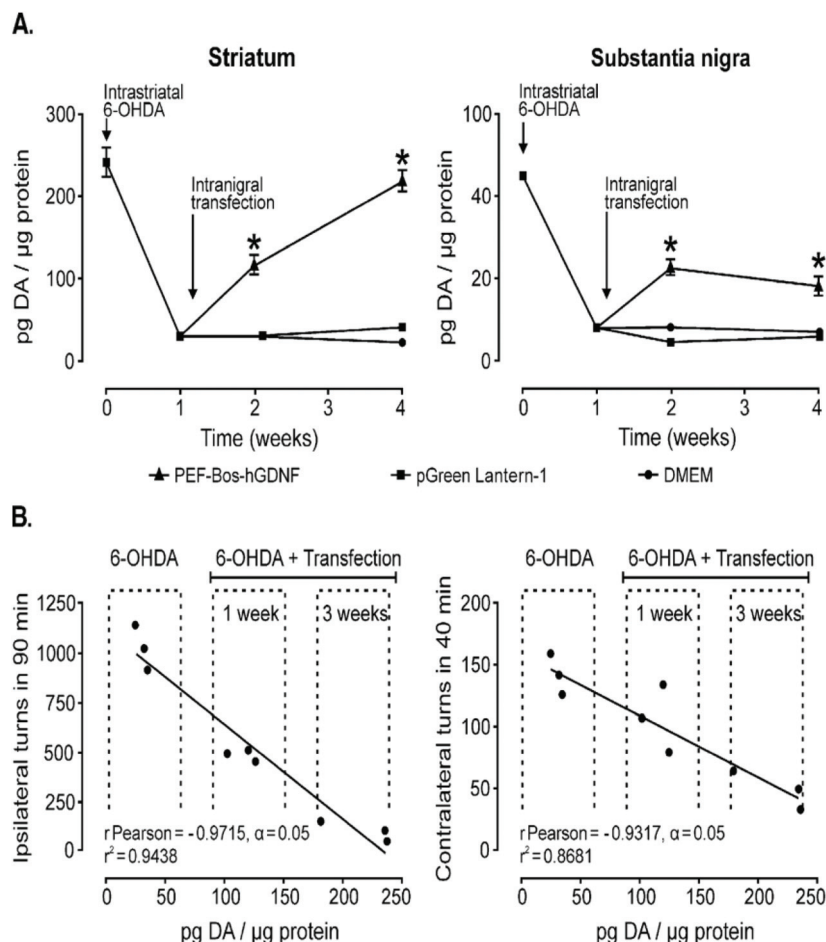 A.
Striatum
Intrastriatal
6-OHDA
Intranigral
transfection
*
*
300
200
100
0
pg DA / μg protein
0 1 2 3 4
Time (weeks)
Substantia nigra
Intrastriatal
6-OHDA
Intranigral
transfection
*
*
100
40
20
0
pg DA / μg protein
0 1 2 3 4
Time (weeks)
PEF-Bos-hGDNF pGreen Lantern-1 DMEM
B.
6-OHDA 6-OHDA + Transfection
1 week 3 weeks
1250
1000
750
500
250
0
Ipsilateral turns in 90 min
r Pearson = -0.9715, α = 0.05
r² = 0.9438
0 50 100 150 200 250
pg DA / μg protein
6-OHDA 6-OHDA + Transfection
1 week 3 weeks
200
150
100
50
0
Contralateral turns in 40 min
r Pearson = -0.9317, α = 0.05
r² = 0.8681
0 50 100 150 200 250
pg DA / μg protein